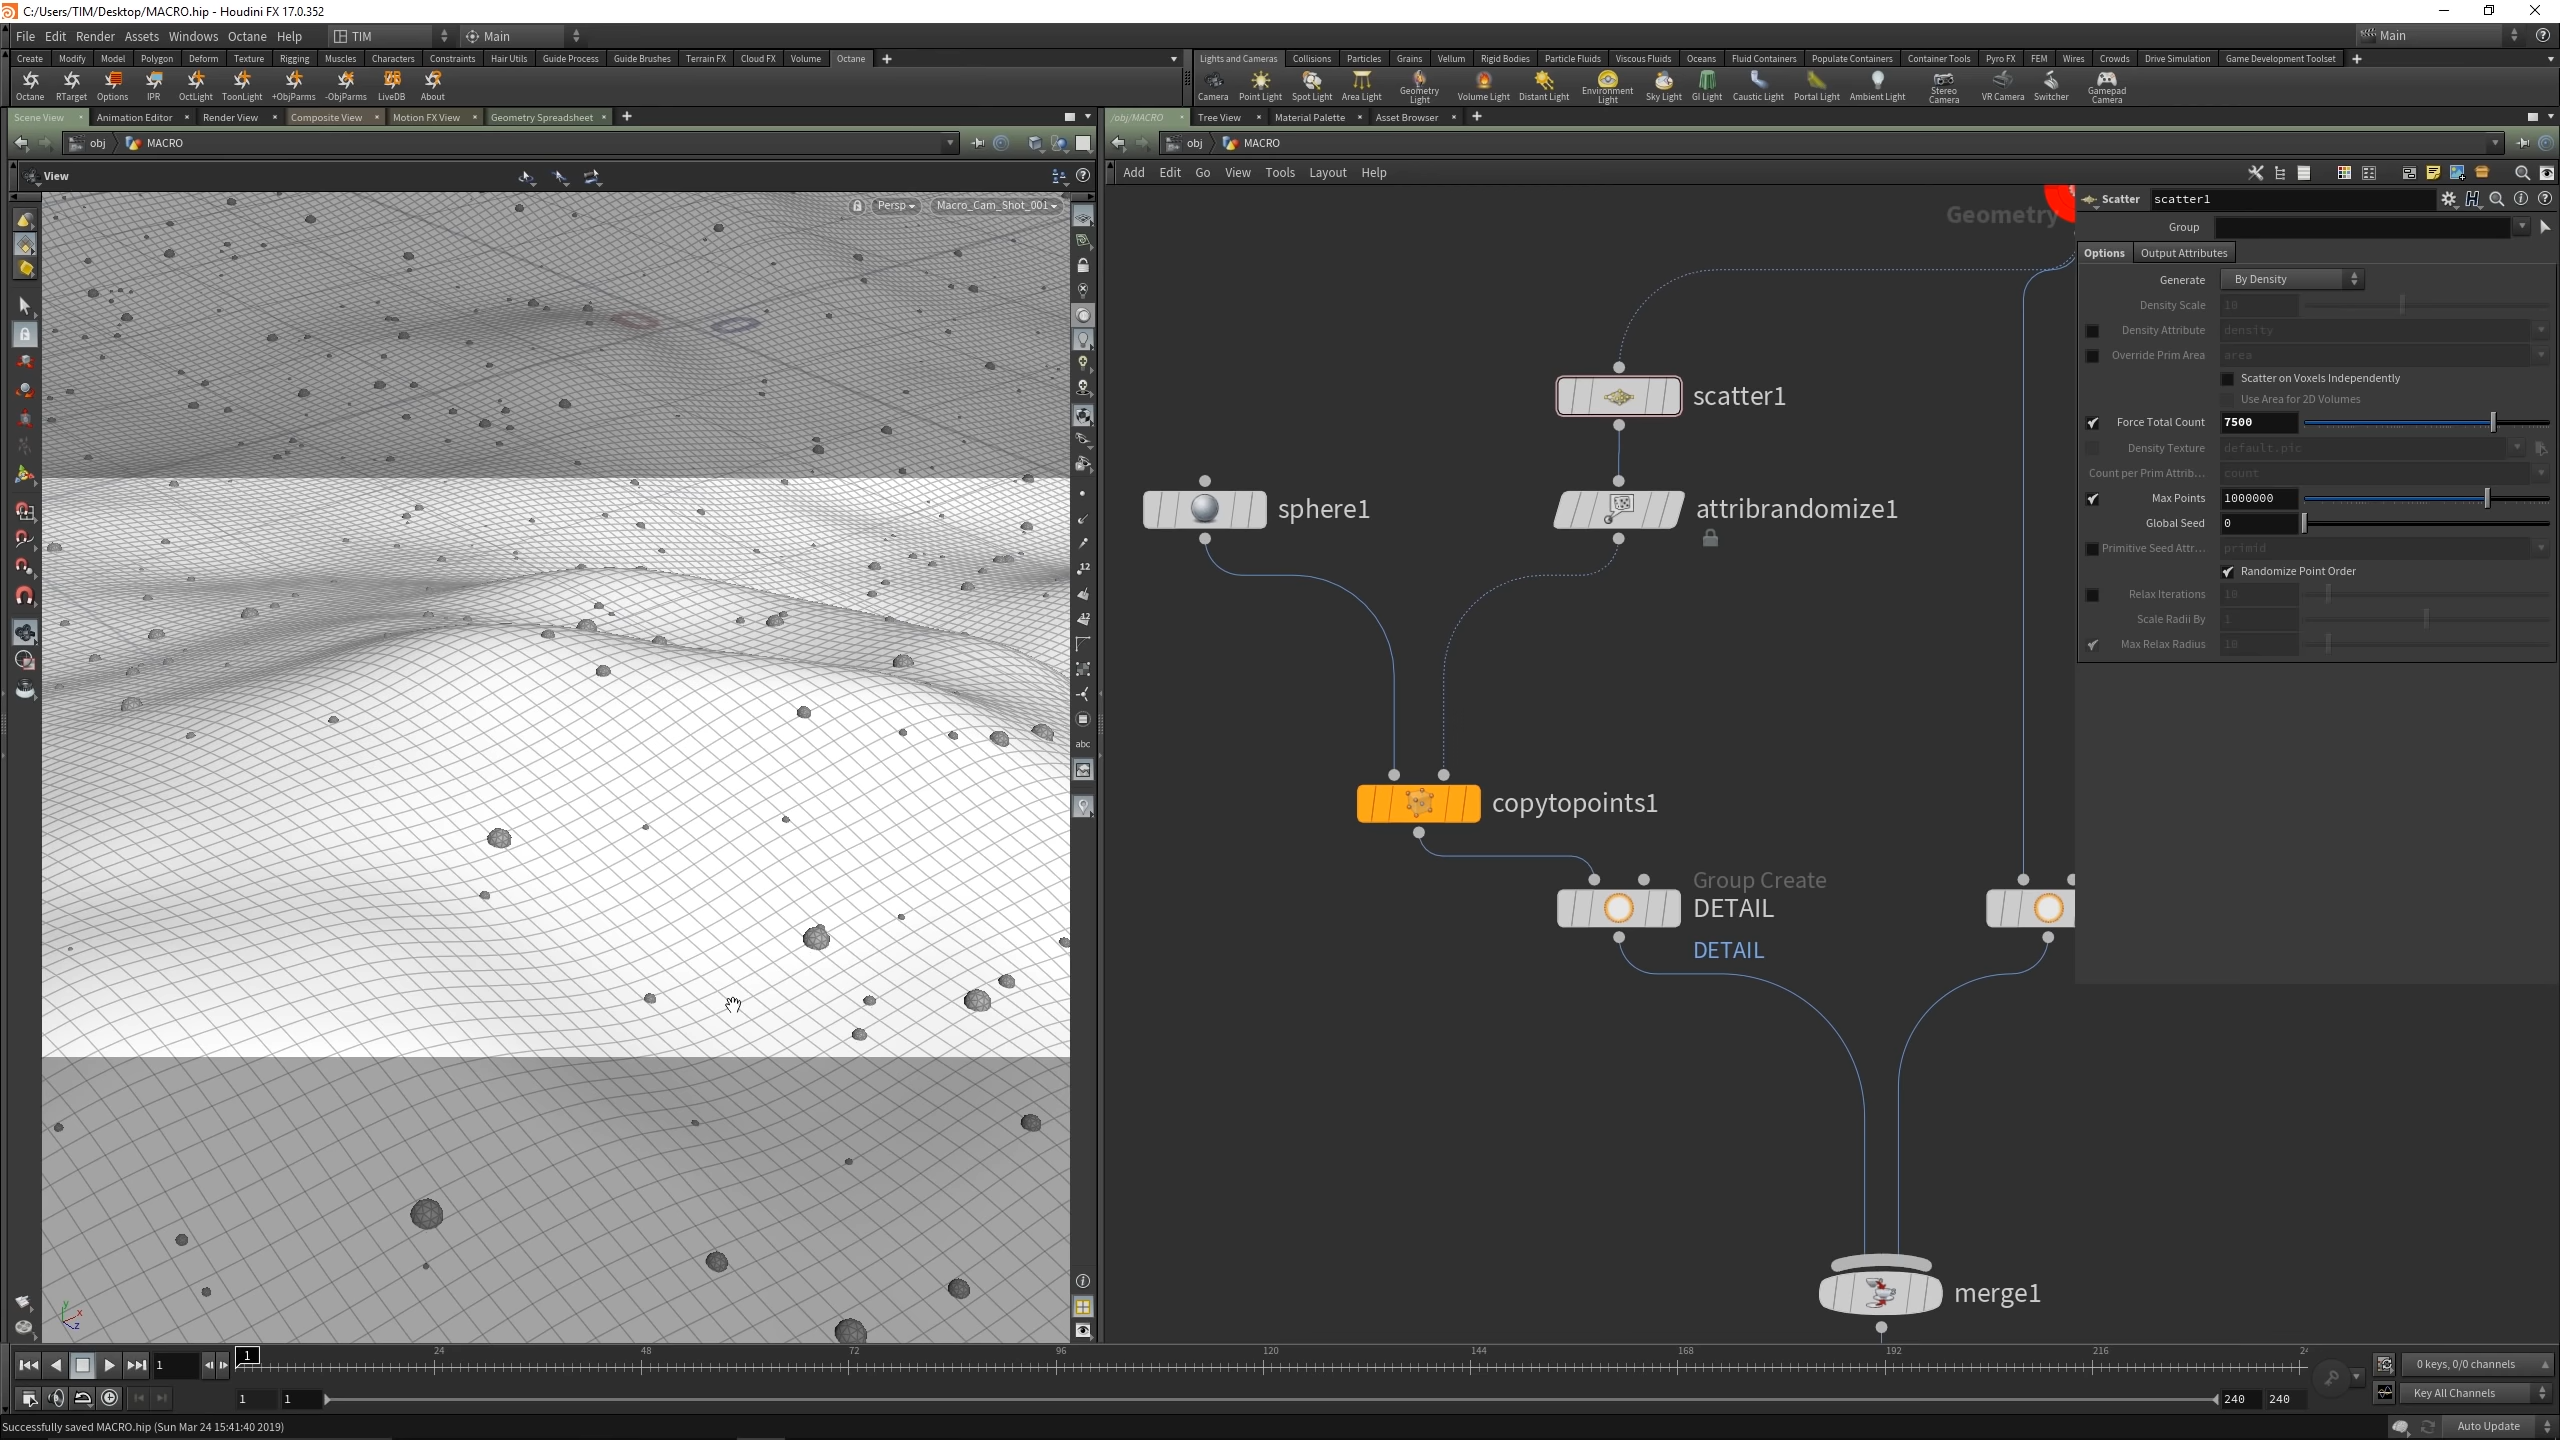 C:/Users/TIM/Desktop/MACRO.hip - Houdini FX 17.0.352
File Edit Render Assets Windows Octane Help TIM Main Main
Create Modify Model Polygon Deform Texture Rigging Muscles Characters Constraints Hair Utils Guide Process Guide Brushes Terrain FX Cloud FX Volume Octane
Lights and Cameras Collisions Particles Grains Vellum Rigid Bodies Particle Fluids Viscous Fluids Oceans Fluid Containers Populate Containers Container Tools Pyro FX FEM Wires Crowds Drive Simulation Game Development Toolset
Octane RTarget Options IPR OctLight ToonLight +ObjParms -ObjParms LiveDB About
Camera Point Light Spot Light Area Light Geometry Light Volume Light Distant Light Environment Light Sky Light GI Light Caustic Light Portal Light Ambient Light Stereo Camera VR Camera Switcher Gamepad Camera
Scene View Animation Editor Render View Composite View Motion FX View Geometry Spreadsheet
/obj/MACRO Tree View Material Palette Asset Browser
obj MACRO
obj MACRO
View
Add Edit Go View Tools Layout Help
Persp Macro_Cam_Shot_001
Geometry
Scatter scatter1
Group
Options Output Attributes
Generate By Density
Density Scale 10
Density Attribute density
Override Prim Area area
Scatter on Voxels Independently
Use Area for 2D Volumes
Force Total Count 7500
Density Texture default.pic
Count per Prim Attrib... count
Max Points 1000000
Global Seed 0
Primitive Seed Attr... primid
Randomize Point Order
Relax Iterations 10
Scale Radii By 1
Max Relax Radius 10
scatter1
sphere1
attribrandomize1
copytopoints1
Group Create
DETAIL
DETAIL
merge1
12
12
abc
y
x
z
1
1
24 48 72 96 120 144 168 192 216
0 keys, 0/0 channels
1 1 240 240
Key All Channels
Successfully saved MACRO.hip (Sun Mar 24 15:41:40 2019)
Auto Update